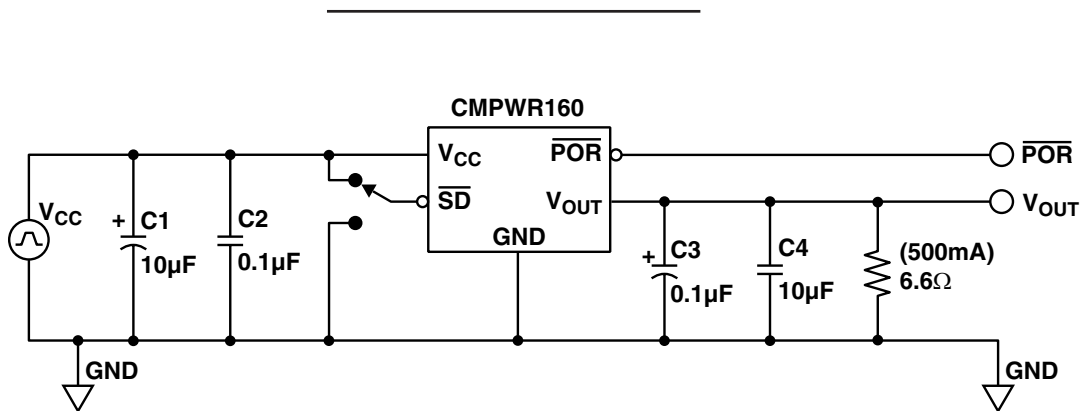 CMPWR160
VCC
POR
POR
SD
VOUT
VOUT
GND
VCC
+ C1
10µF
C2
0.1µF
+ C3
0.1µF
C4
10µF
(500mA)
6.6Ω
GND
GND